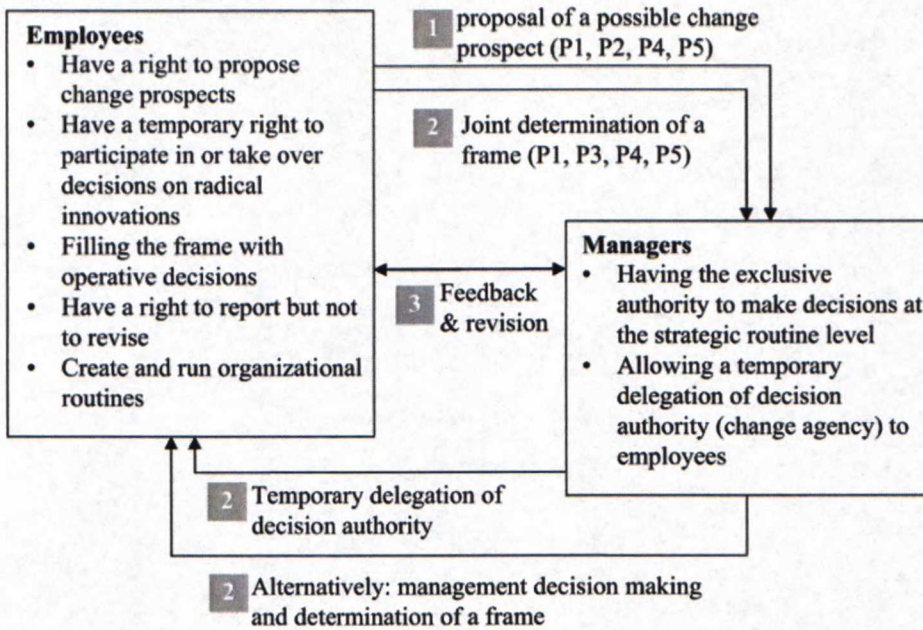 1 proposal of a possible change
prospect (P1, P2, P4, P5)
Employees
• Have a right to propose
change prospects
• Have a temporary right to
participate in or take over
decisions on radical
innovations
• Filling the frame with
operative decisions
• Have a right to report but not
to revise
• Create and run organizational
routines
2 Joint determination of a
frame (P1, P3, P4, P5)
3 Feedback
& revision
Managers
• Having the exclusive
authority to make decisions at
the strategic routine level
• Allowing a temporary
delegation of decision
authority (change agency) to
employees
2 Temporary delegation of
decision authority
2 Alternatively: management decision making
and determination of a frame